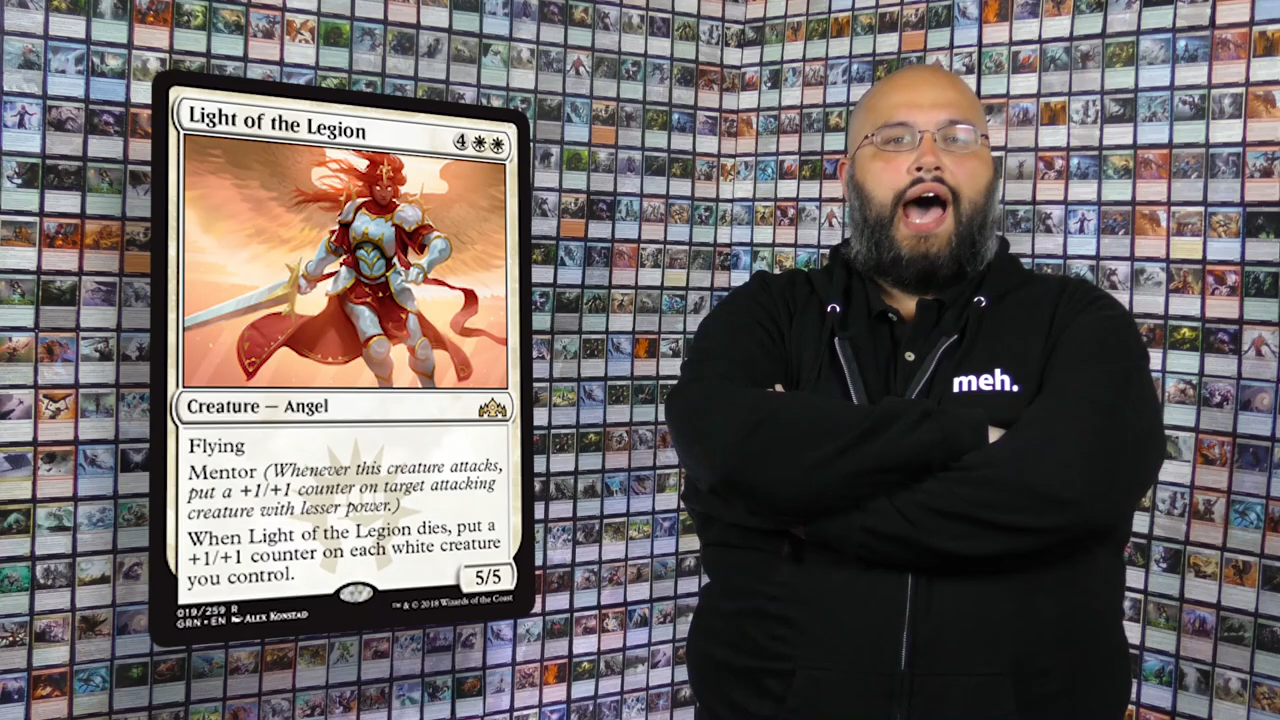 Light of the Legion
4
Creature — Angel
Flying
Mentor (Whenever this creature attacks,
put a +1/+1 counter on target attacking
creature with lesser power.)
When Light of the Legion dies, put a
+1/+1 counter on each white creature
you control.
5/5
019/259 R
GRN • EN Alex Konstad
™ & © 2018 Wizards of the Coast
meh.